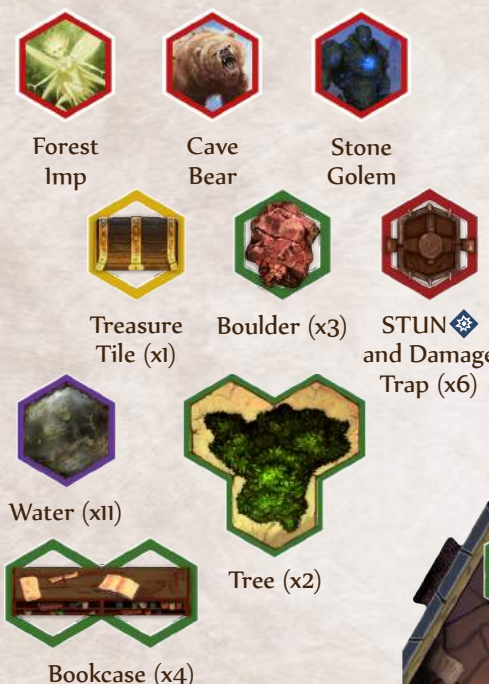 Forest
Imp
Cave
Bear
Stone
Golem
Treasure
Tile (x1)
Boulder (x3)
STUN
and Damage
Trap (x6)
Water (x11)
Tree (x2)
Bookcase (x4)